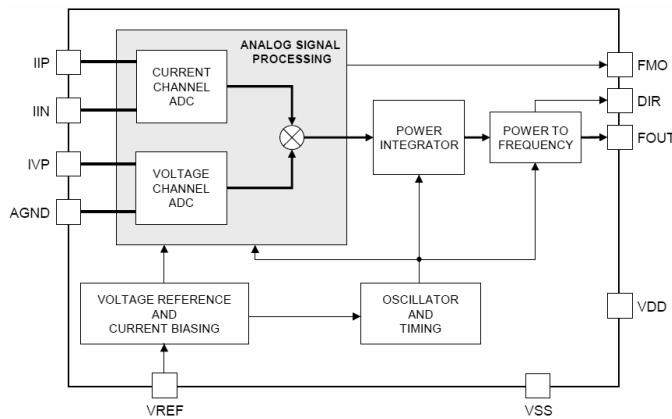 ANALOG SIGNAL
PROCESSING
IIP
IIN
IVP
AGND
CURRENT
CHANNEL
ADC
VOLTAGE
CHANNEL
ADC
POWER
INTEGRATOR
POWER TO
FREQUENCY
FMO
DIR
FOUT
VOLTAGE REFERENCE
AND
CURRENT BIASING
OSCILLATOR
AND
TIMING
VDD
VREF
VSS